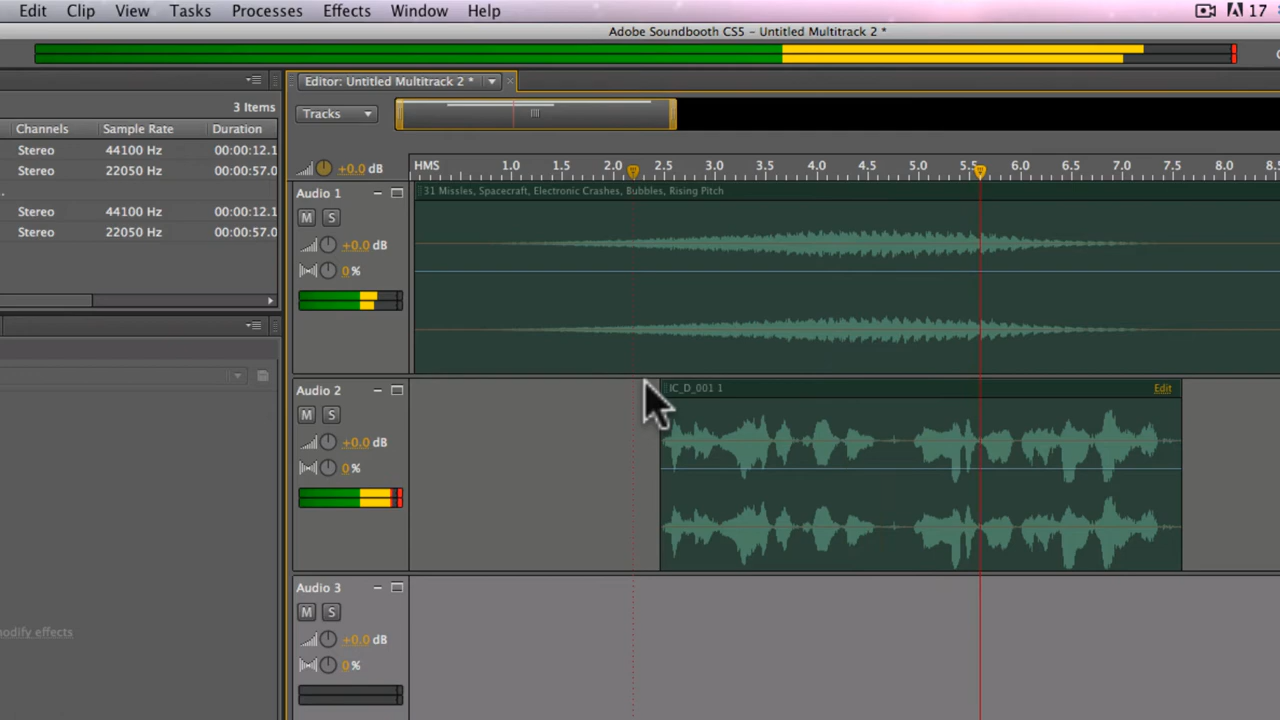 Edit Clip View Tasks Processes Effects Window Help 17
Adobe Soundbooth CS5 - Untitled Multitrack 2 *
Editor: Untitled Multitrack 2 *
3 Items
Tracks
Channels Sample Rate Duration
Stereo 44100 Hz 00:00:12.1
Stereo 22050 Hz 00:00:57.0
Stereo 44100 Hz 00:00:12.1
Stereo 22050 Hz 00:00:57.0
+0.0 dB
HMS 1.0 1.5 2.0 2.5 3.0 3.5 4.0 4.5 5.0 5.5 6.0 6.5 7.0 7.5 8.0 8.5
Audio 1
31 Missles, Spacecraft, Electronic Crashes, Bubbles, Rising Pitch
M S
+0.0 dB
0 %
Audio 2
IC_D_001 1 Edit
M S
+0.0 dB
0 %
Audio 3
M S
+0.0 dB
0 %
modify effects